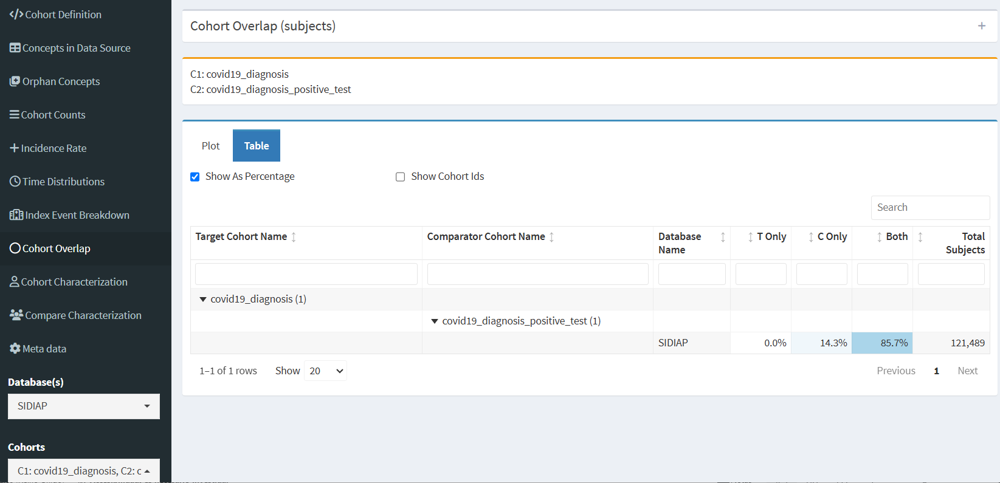 Cohort Definition
Concepts in Data Source
Orphan Concepts
Cohort Counts
Incidence Rate
Time Distributions
Index Event Breakdown
Cohort Overlap
Cohort Characterization
Compare Characterization
Meta data
Database(s)
SIDIAP
Cohorts
C1: covid19_diagnosis, C2: c
Cohort Overlap (subjects)
C1: covid19_diagnosis
C2: covid19_diagnosis_positive_test
Plot Table
Show As Percentage Show Cohort Ids
Search
Target Cohort Name Comparator Cohort Name Database Name T Only C Only Both Total Subjects
covid19_diagnosis (1)
covid19_diagnosis_positive_test (1)
SIDIAP 0.0% 14.3% 85.7% 121,489
1–1 of 1 rows Show 20 Previous 1 Next